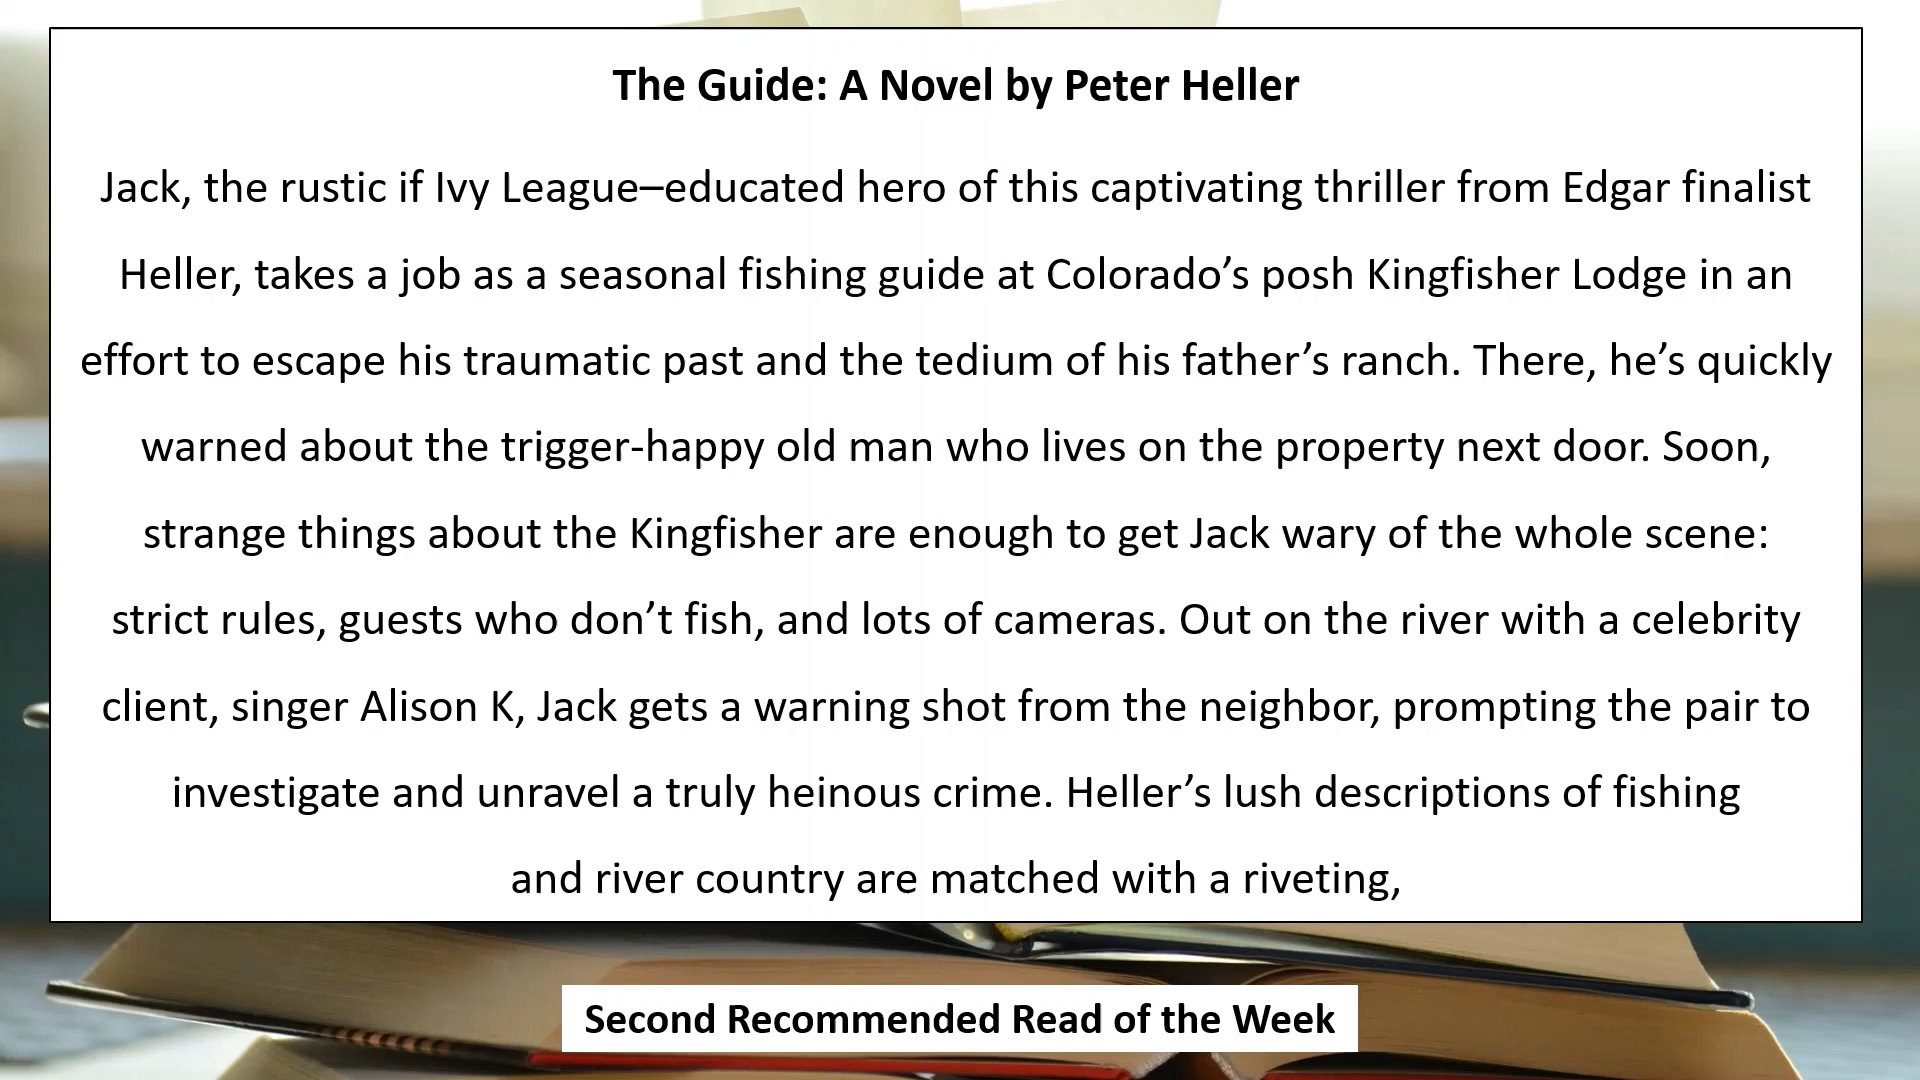 The Guide: A Novel by Peter Heller
Jack, the rustic if Ivy League–educated hero of this captivating thriller from Edgar finalist
Heller, takes a job as a seasonal fishing guide at Colorado’s posh Kingfisher Lodge in an
effort to escape his traumatic past and the tedium of his father’s ranch. There, he’s quickly
warned about the trigger-happy old man who lives on the property next door. Soon,
strange things about the Kingfisher are enough to get Jack wary of the whole scene:
strict rules, guests who don’t fish, and lots of cameras. Out on the river with a celebrity
client, singer Alison K, Jack gets a warning shot from the neighbor, prompting the pair to
investigate and unravel a truly heinous crime. Heller’s lush descriptions of fishing
and river country are matched with a riveting,
Second Recommended Read of the Week